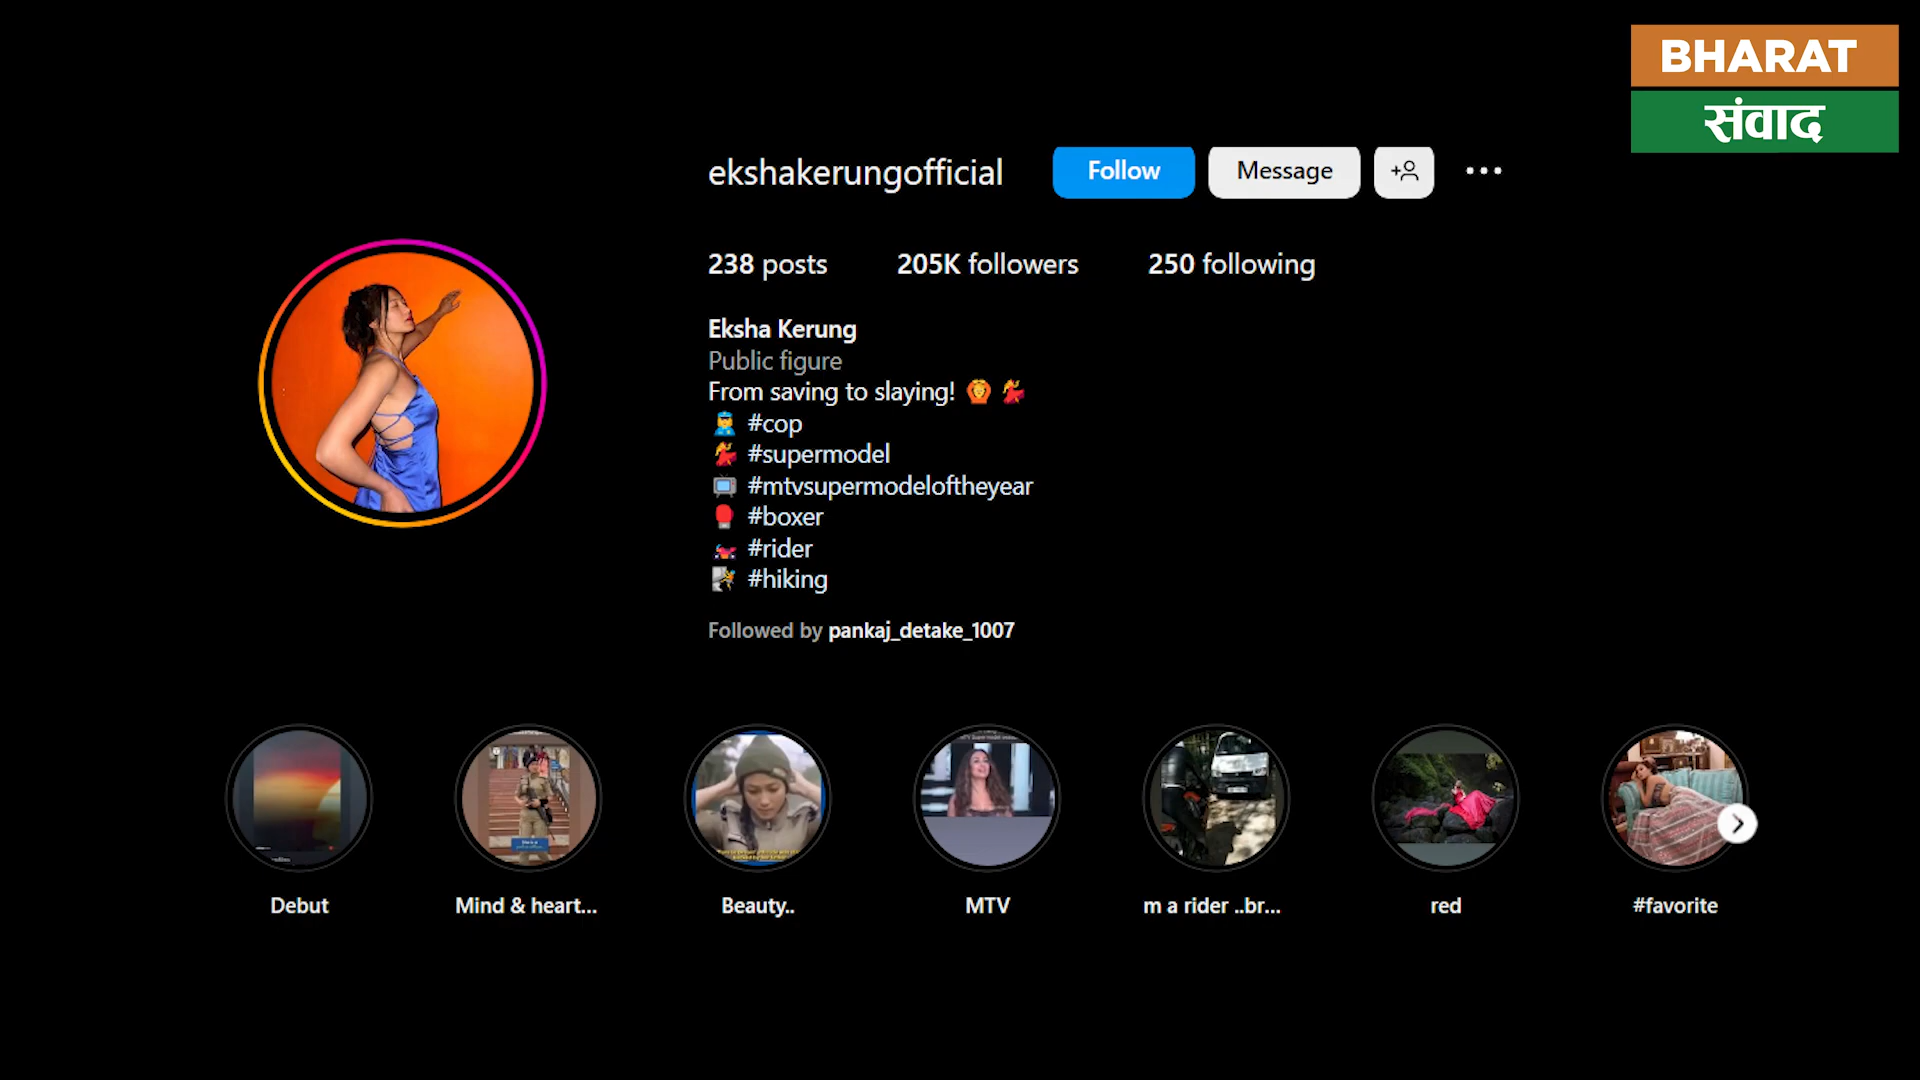 BHARAT
संवाद
ekshakerungofficial
Follow
Message
238 posts
205K followers
250 following
Eksha Kerung
Public figure
From saving to slaying!
#cop
#supermodel
#mtvsupermodeloftheyear
#boxer
#rider
#hiking
Followed by pankaj_detake_1007
Debut
Mind & heart...
Beauty..
MTV
m a rider ..br...
red
#favorite